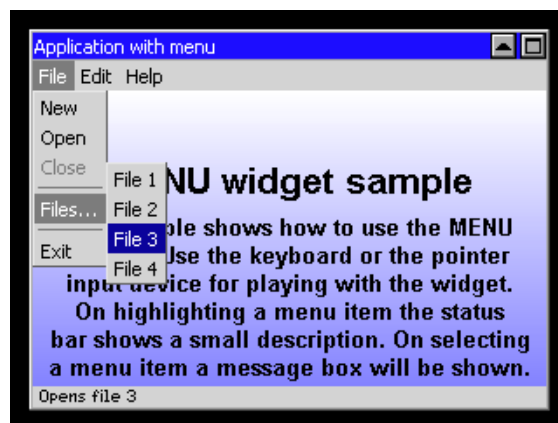 Application with menu
File Edit Help
New
Open
Close
Files...
Exit
File 1
File 2
File 3
File 4
NU widget sample
ple shows how to use the MENU
Use the keyboard or the pointer
input device for playing with the widget.
On highlighting a menu item the status
bar shows a small description. On selecting
a menu item a message box will be shown.
Opens file 3